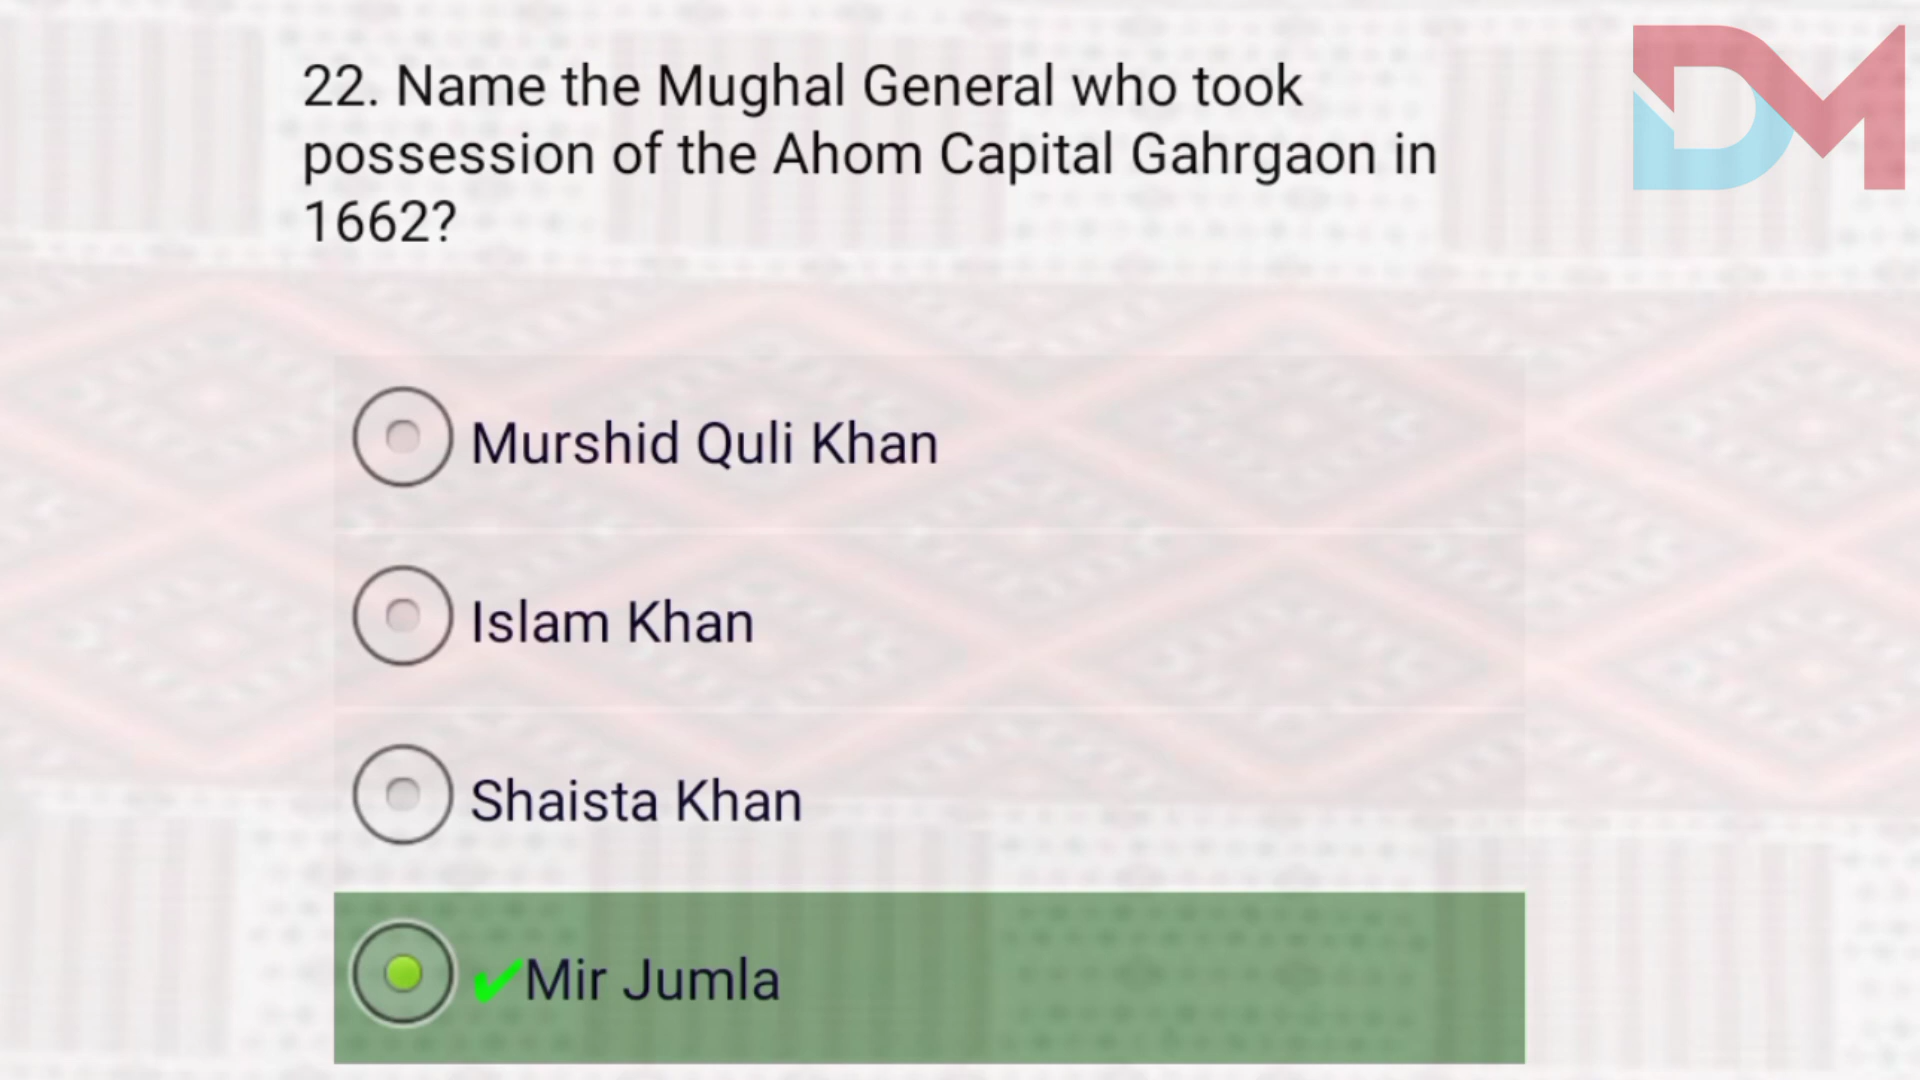 22. Name the Mughal General who took
possession of the Ahom Capital Gahrgaon in
1662?
Murshid Quli Khan
Islam Khan
Shaista Khan
✔Mir Jumla
DM